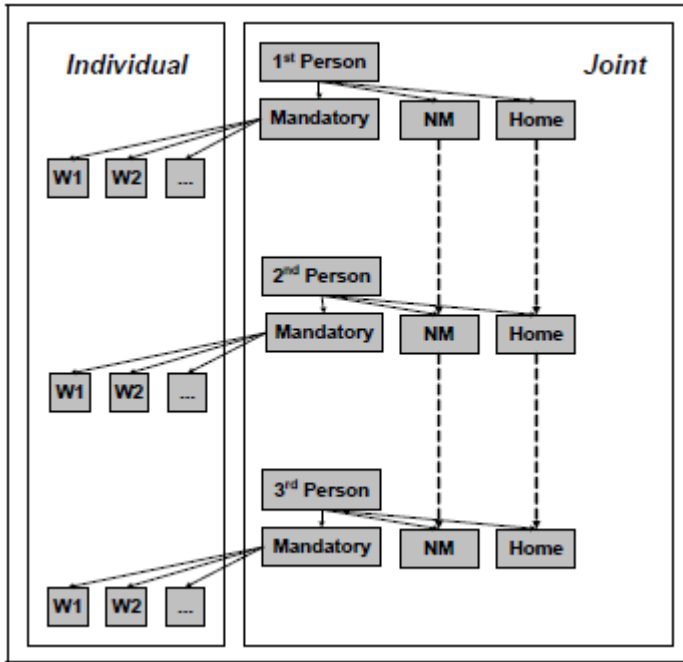 Individual
Joint
1st Person
Mandatory NM Home
W1 W2 ...
2nd Person
Mandatory NM Home
W1 W2 ...
3rd Person
Mandatory NM Home
W1 W2 ...